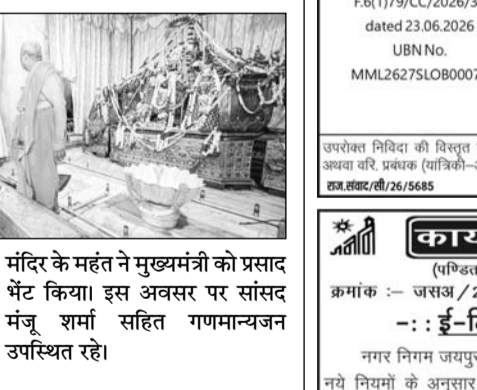 मंदिर के महंत ने मुख्यमंत्री को प्रसाद
भेंट किया। इस अवसर पर सांसद
मंजू शर्मा सहित गणमान्यजन
उपस्थित रहे।
F.6(1)/79/CC/2026/3
dated 23.06.2026
UBN No.
MML2627SLOB0007
उपरोक्त निविदा की विस्तृत
अथवा वरि. प्रबंधक (यांत्रिकी–
राज.संवाद/सी/26/5685
क्रमांक :– जसअ/2
–: : ई–
नगर निगम जयपु
नये नियमों के अनुसार